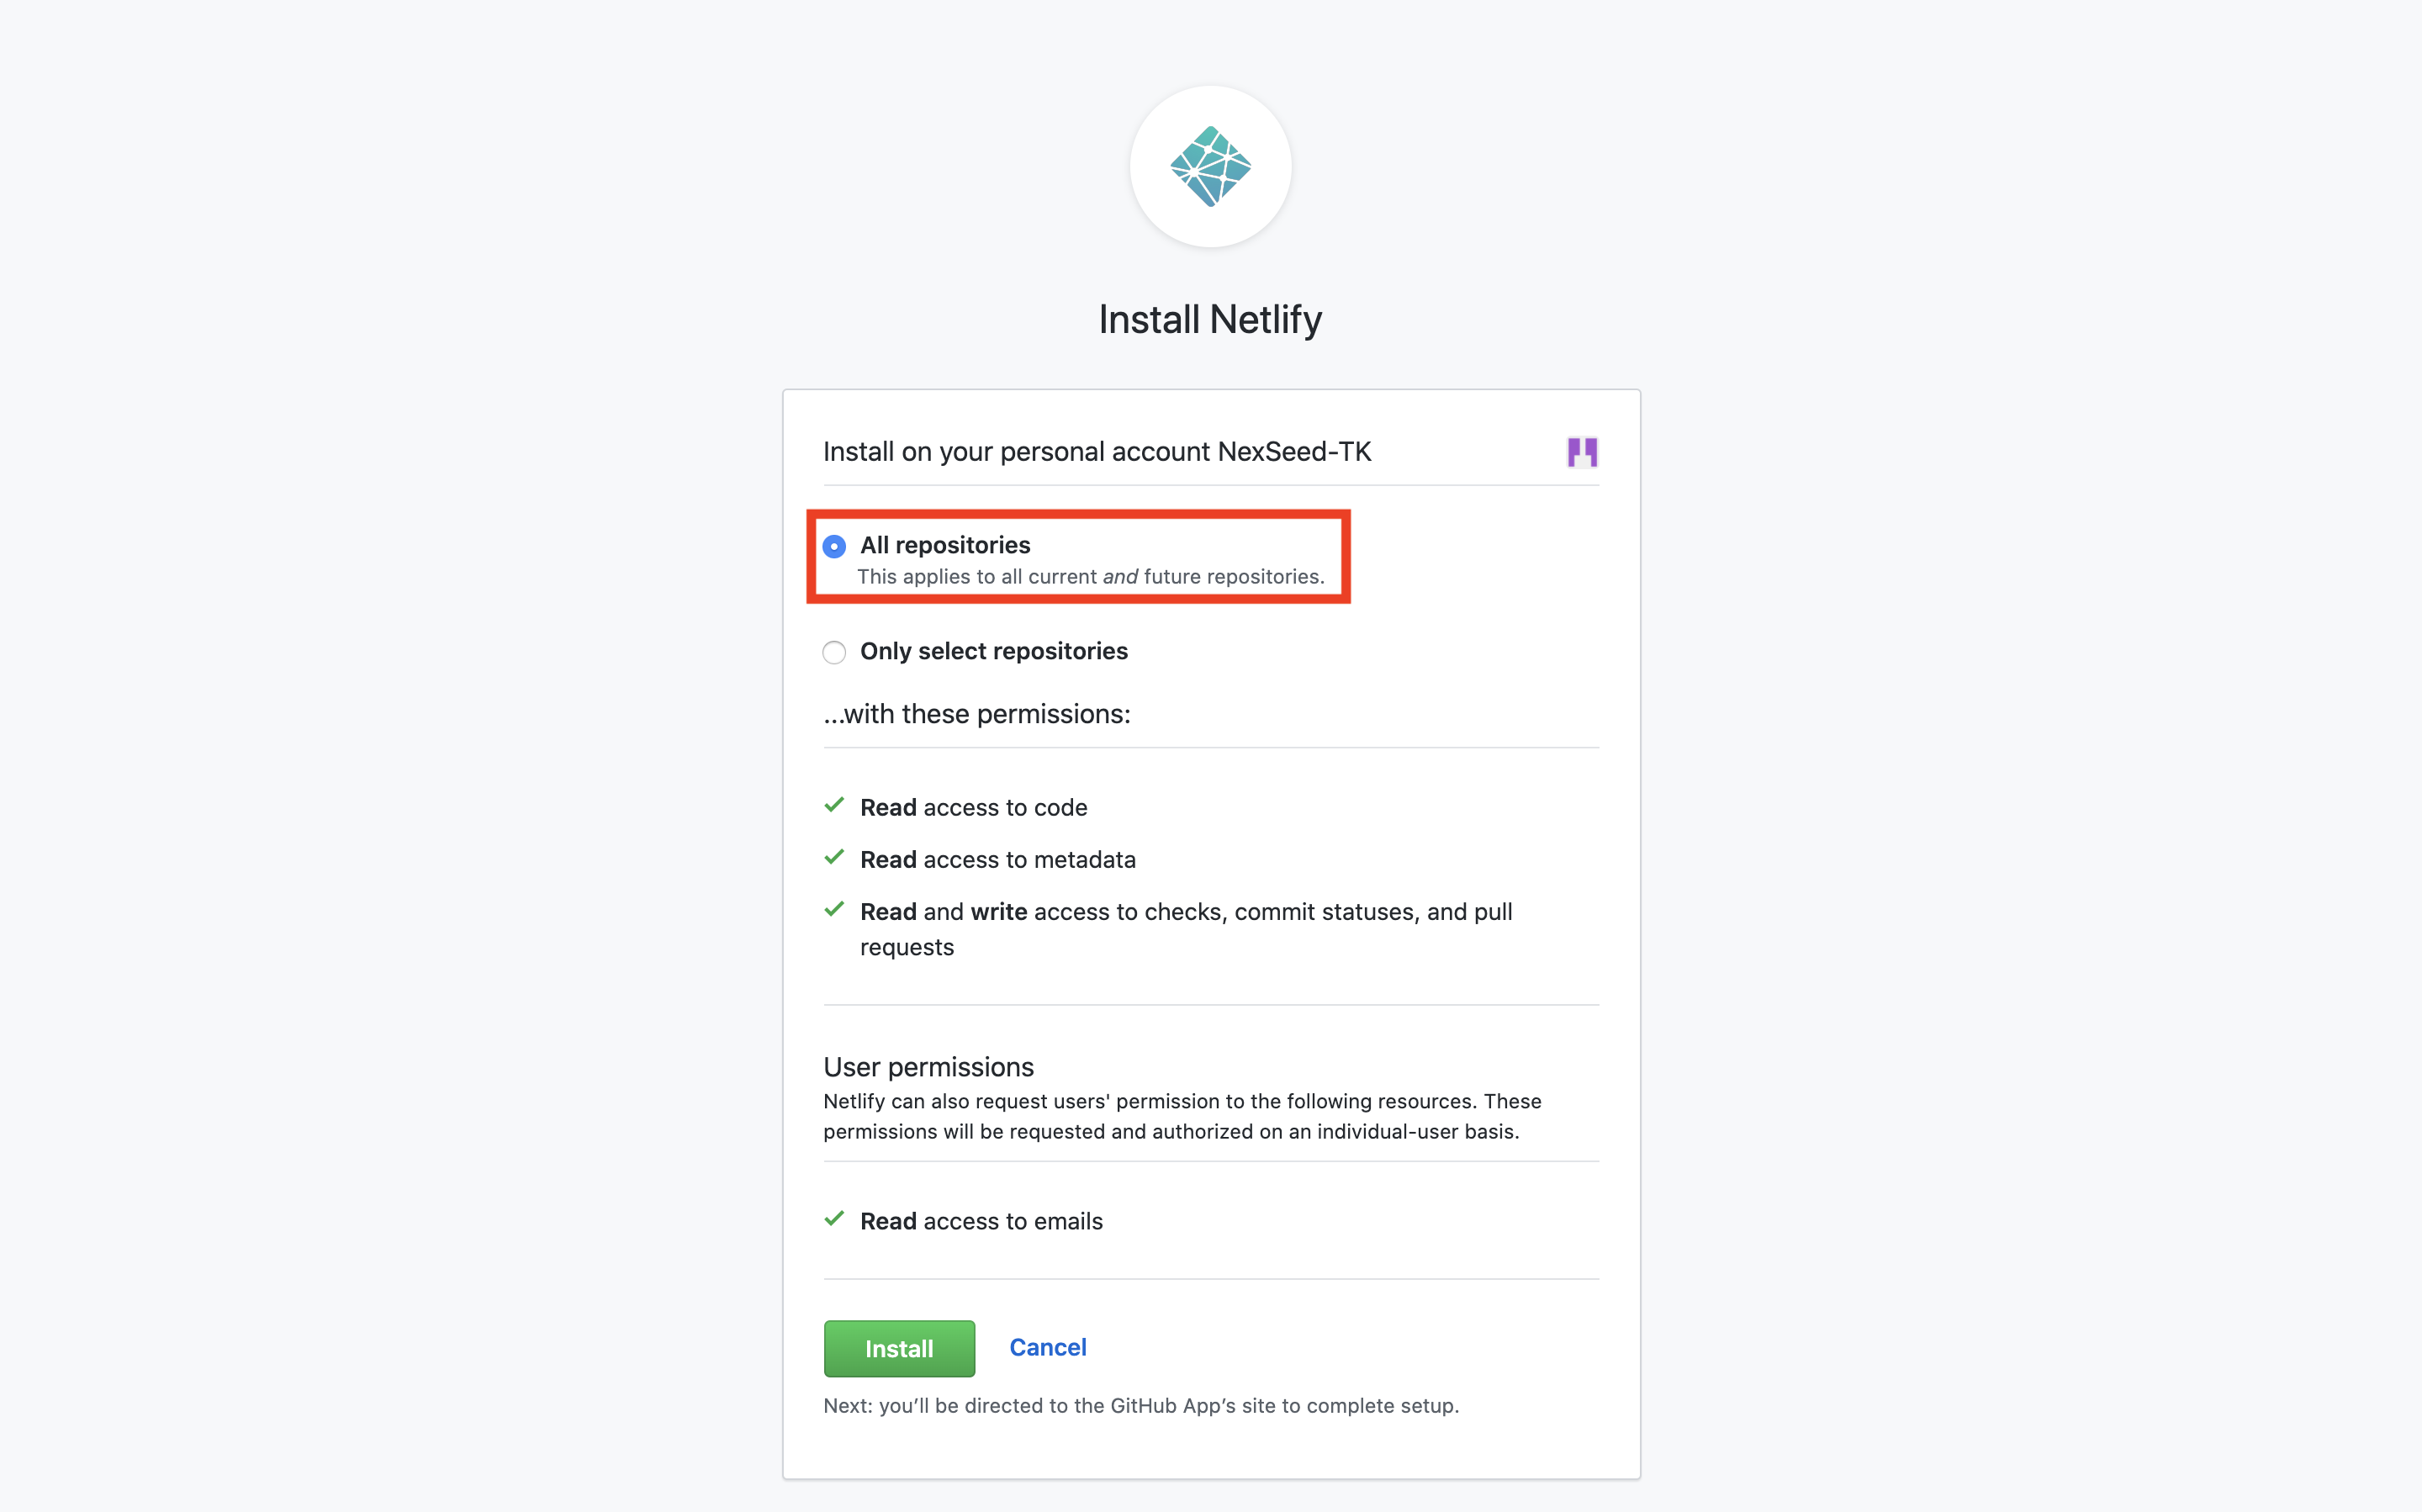 Install Netlify
Install on your personal account NexSeed-TK
All repositories
This applies to all current and future repositories.
Only select repositories
...with these permissions:
Read access to code
Read access to metadata
Read and write access to checks, commit statuses, and pull
requests
User permissions
Netlify can also request users' permission to the following resources. These
permissions will be requested and authorized on an individual-user basis.
Read access to emails
Install Cancel
Next: you’ll be directed to the GitHub App’s site to complete setup.